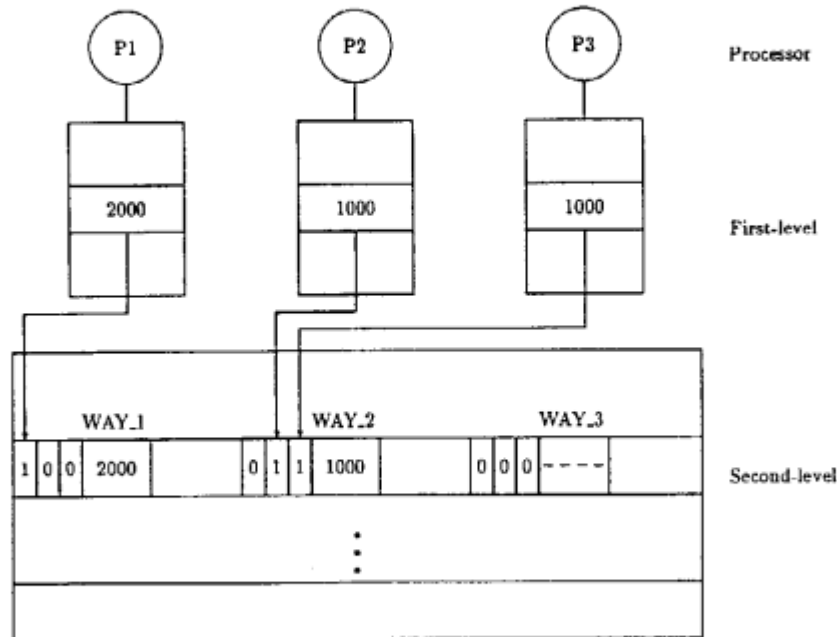 P1 P2 P3 Processor
2000 1000 1000 First-level
WAY_1 WAY_2 WAY_3
1 0 0 2000 0 1 1 1000 0 0 0 ---- Second-level